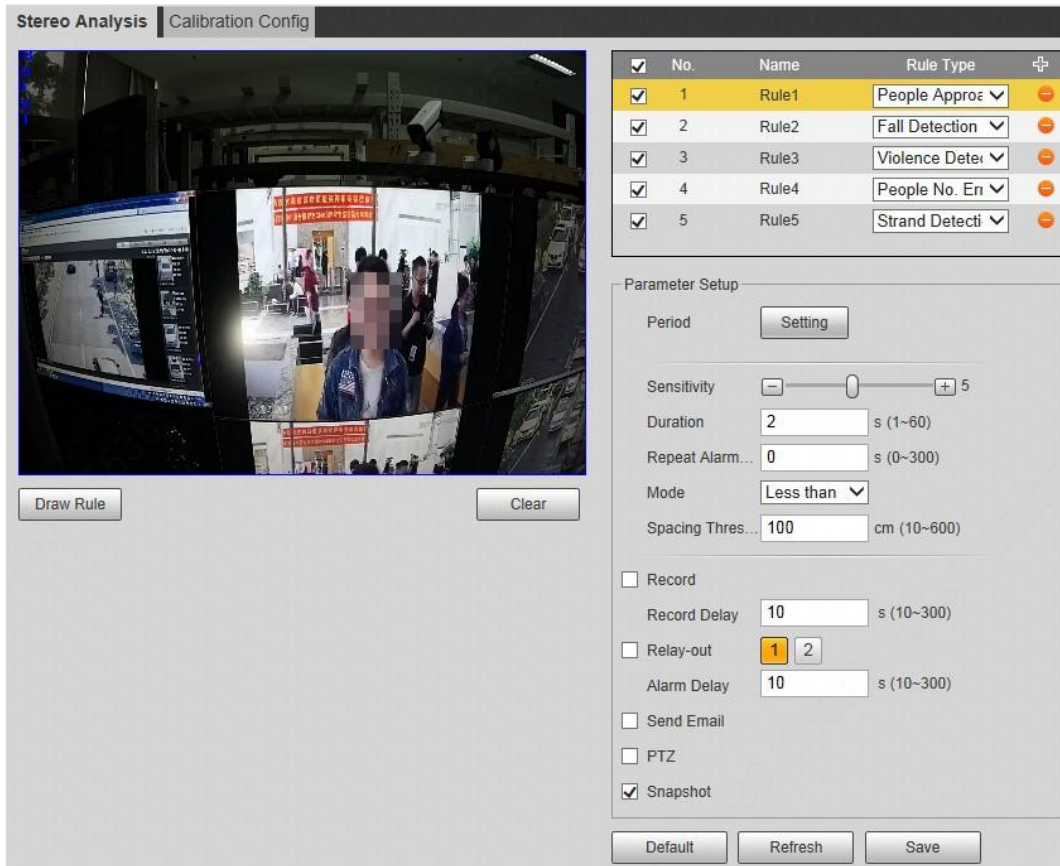 Stereo Analysis Calibration Config
No. Name Rule Type
1 Rule1 People Approa
2 Rule2 Fall Detection
3 Rule3 Violence Detec
4 Rule4 People No. Err
5 Rule5 Strand Detecti
Parameter Setup
Period Setting
Sensitivity 5
Duration 2 s (1~60)
Repeat Alarm... 0 s (0~300)
Mode Less than
Spacing Thres... 100 cm (10~600)
Draw Rule Clear
Record
Record Delay 10 s (10~300)
Relay-out 1 2
Alarm Delay 10 s (10~300)
Send Email
PTZ
Snapshot
Default Refresh Save